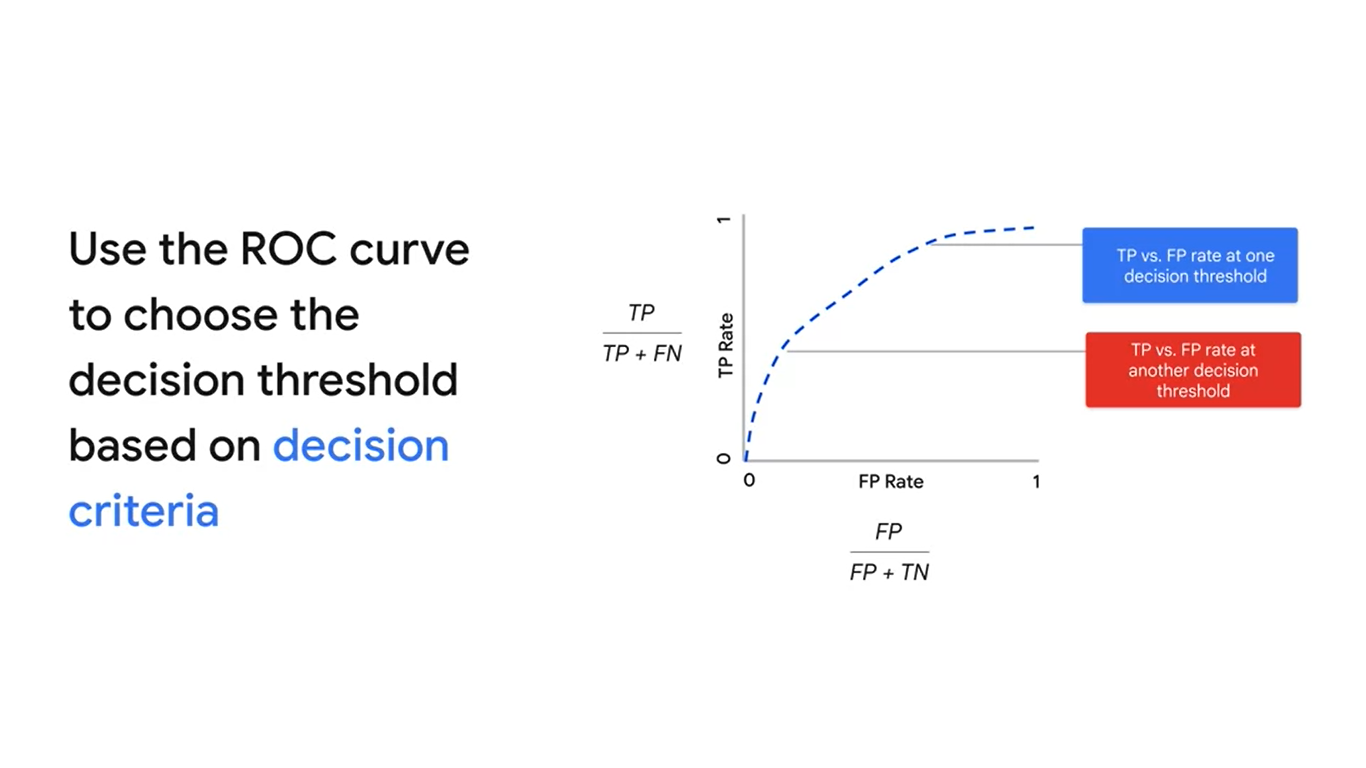 Use the ROC curve
to choose the
decision threshold
based on decision
criteria
TP
TP + FN
1
TP Rate
0
0
FP Rate
1
FP
FP + TN
TP vs. FP rate at one
decision threshold
TP vs. FP rate at
another decision
threshold